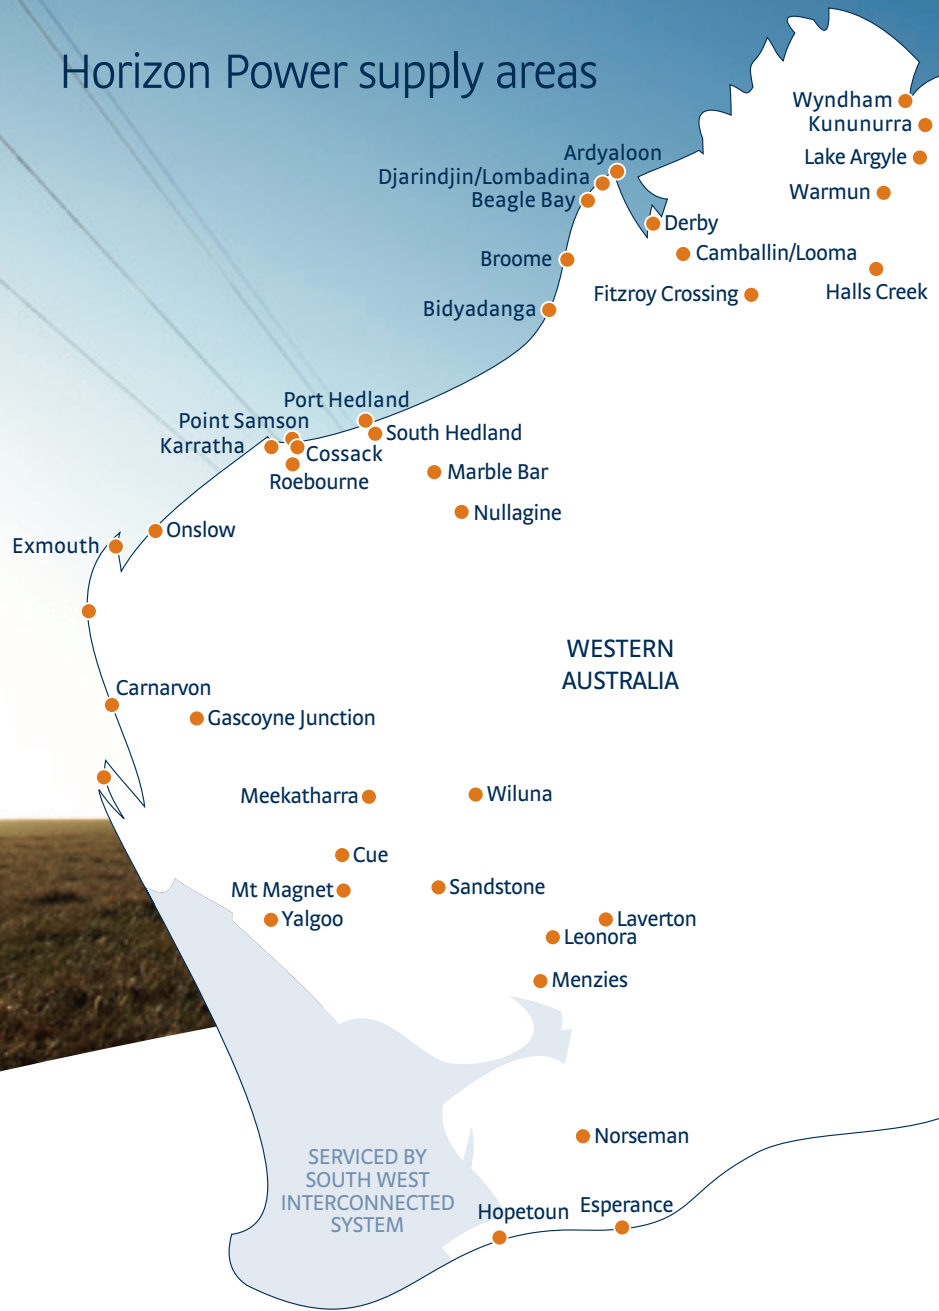 Horizon Power supply areas
Wyndham
Kununurra
Lake Argyle
Warmun
Ardyaloon
Djarindjin/Lombadina
Beagle Bay
Derby
Broome
Camballin/Looma
Halls Creek
Fitzroy Crossing
Bidyadanga
Port Hedland
Point Samson
South Hedland
Karratha
Cossack
Roebourne
Marble Bar
Nullagine
Onslow
Exmouth
WESTERN
AUSTRALIA
Carnarvon
Gascoyne Junction
Meekatharra
Wiluna
Cue
Mt Magnet
Sandstone
Yalgoo
Laverton
Leonora
Menzies
Norseman
SERVICED BY
SOUTH WEST
INTERCONNECTED
SYSTEM
Hopetoun
Esperance